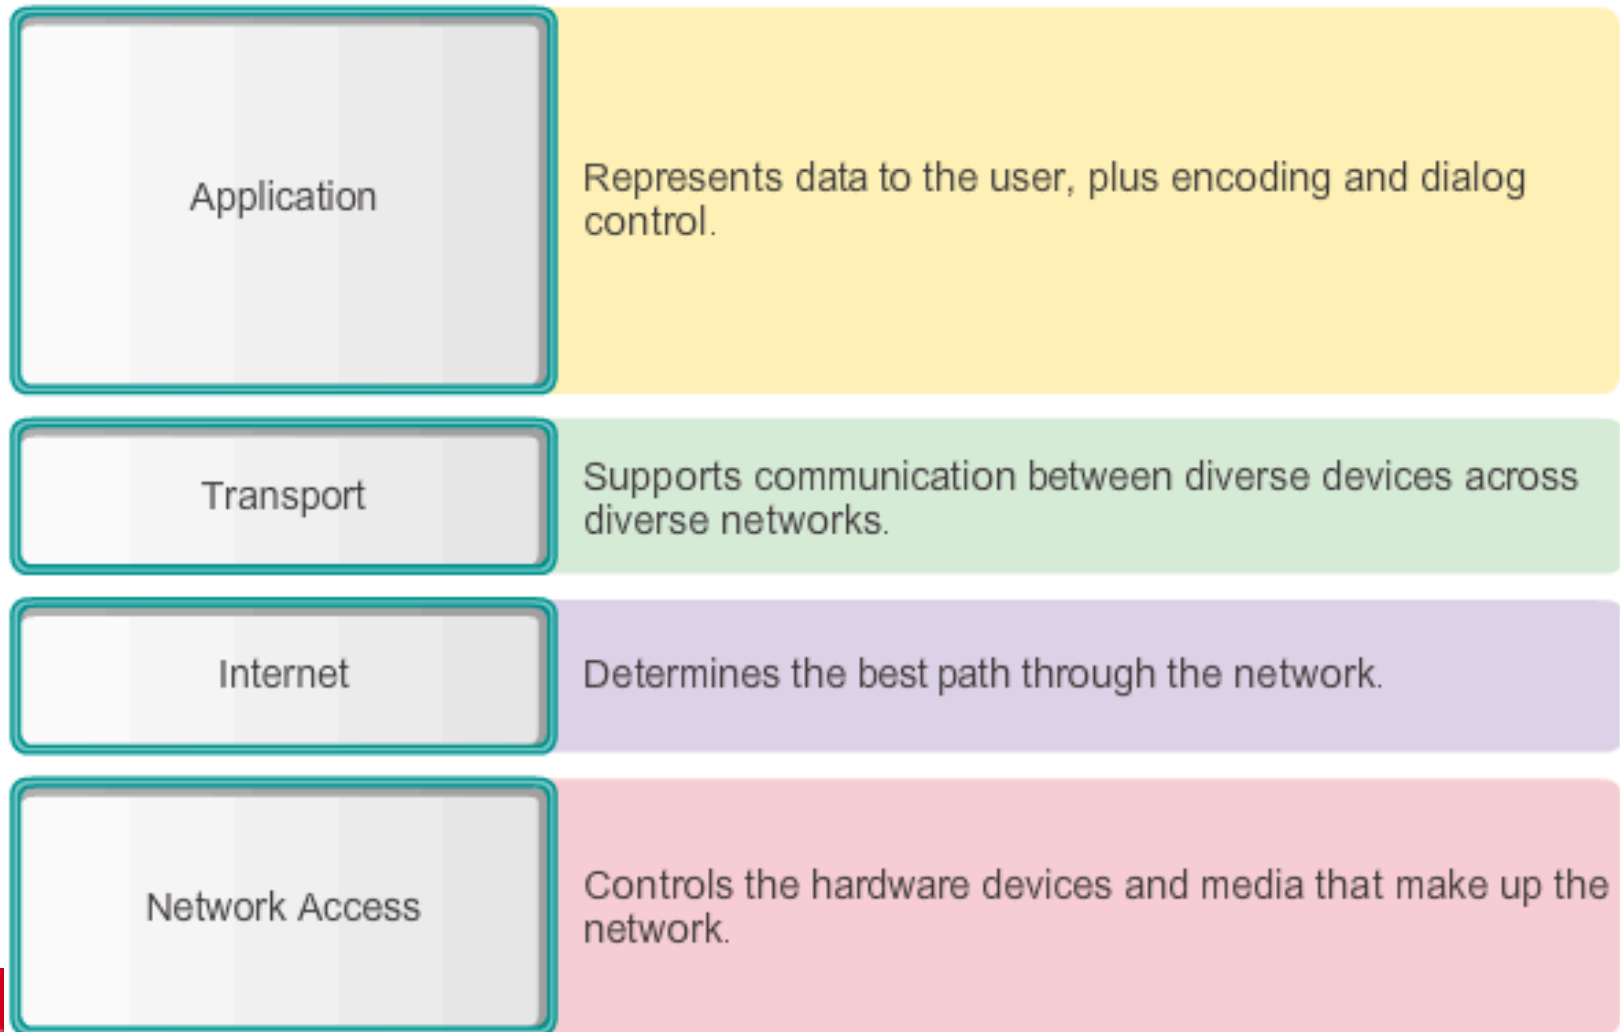 Application
Represents data to the user, plus encoding and dialog
control.
Transport
Supports communication between diverse devices across
diverse networks.
Internet
Determines the best path through the network.
Network Access
Controls the hardware devices and media that make up the
network.